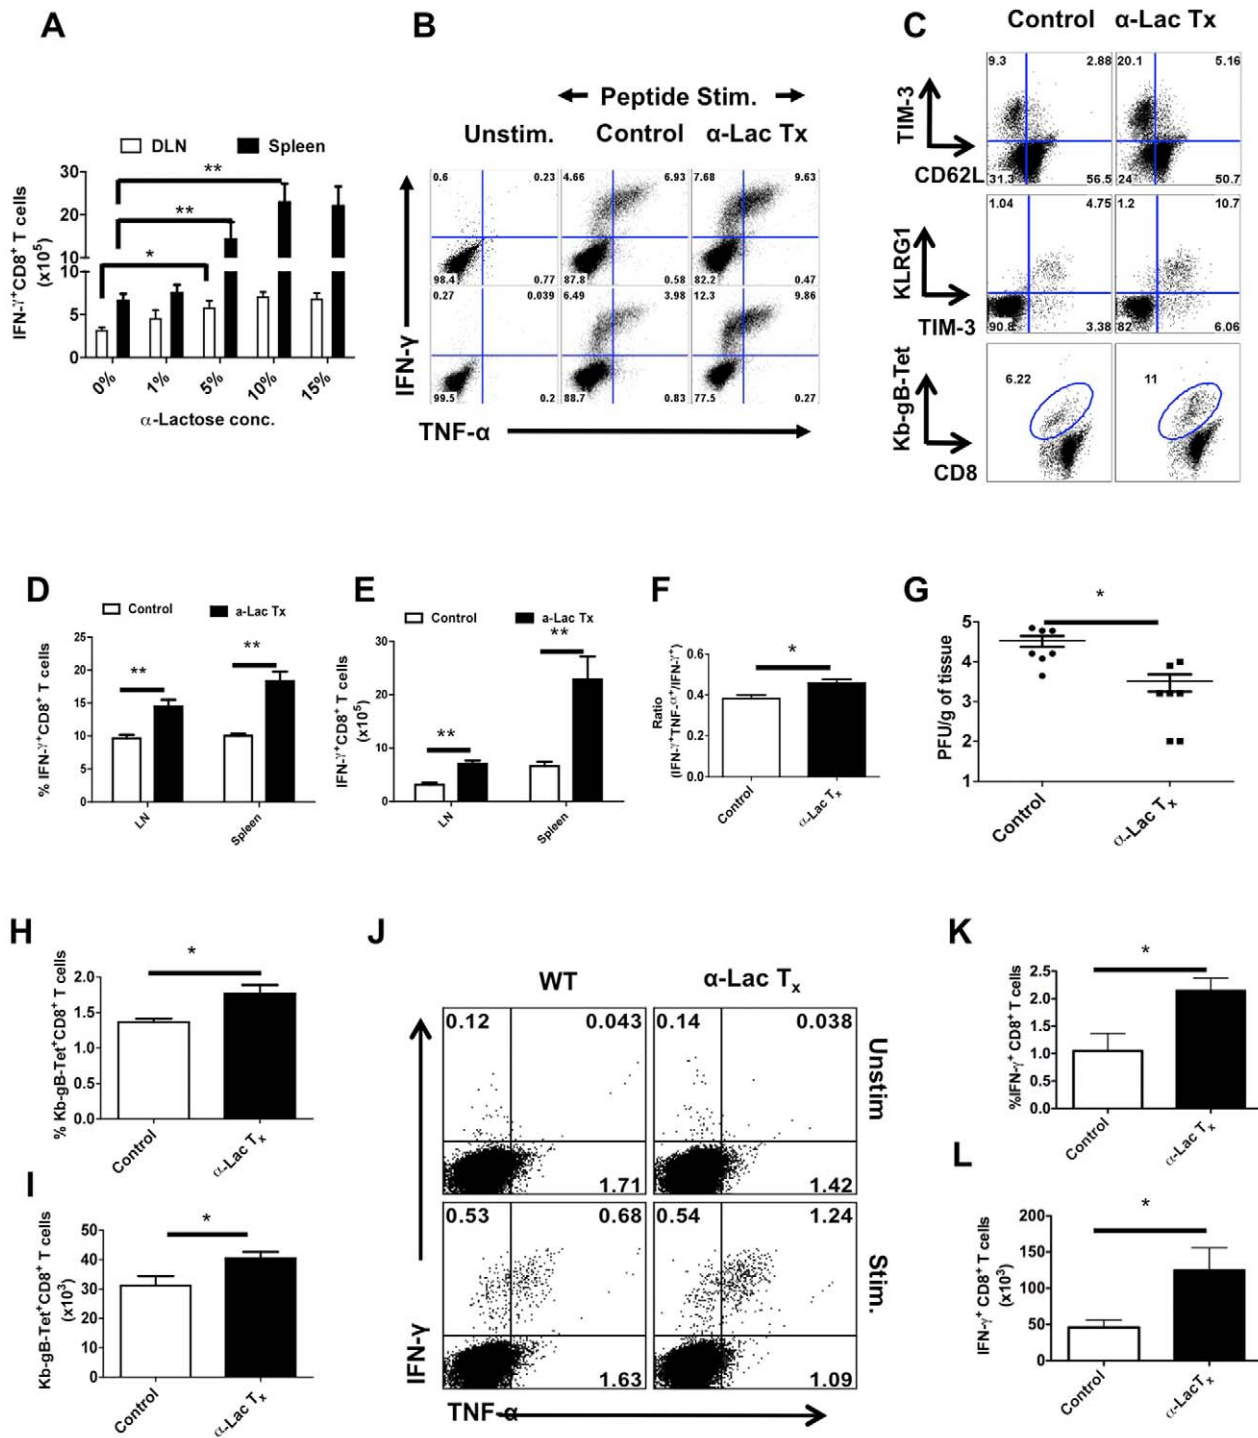 A
DLN Spleen
** 
**
*
30
20
10
10
5
0
IFN-γ⁺CD8⁺ T cells
(x10⁵)
0% 1% 5% 10% 15%
α-Lactose conc.
B
Peptide Stim.
Unstim. Control α-Lac Tx
0.6 0.23 4.66 6.93 7.68 9.63
98.4 0.77 87.8 0.58 82.2 0.47
0.27 0.039 6.49 3.98 12.3 9.86
99.5 0.2 88.7 0.83 77.5 0.27
IFN-γ
TNF-α
C
Control α-Lac Tx
9.3 2.88 20.1 5.16
TIM-3
CD62L
31.3 56.5 24 50.7
1.04 4.75 1.2 10.7
KLRG1
TIM-3
90.8 3.38 82 6.06
6.22 11
Kb-gB-Tet
CD8
D
Control a-Lac Tx
** **
25
20
15
10
5
0
% IFN-γ⁺CD8⁺ T cells
LN Spleen
E
Control a-Lac Tx
** **
30
20
10
0
IFN-γ⁺CD8⁺ T cells
(x10⁵)
LN Spleen
F
*
0.6
0.4
0.2
0.0
Ratio
(IFN-γ⁺TNF-α⁺/IFN-γ⁺)
Control α-Lac Tx
G
*
5
4
3
2
1
PFU/g of tissue
Control α-Lac Tx
H
*
2.0
1.5
1.0
0.5
0.0
% Kb-gB-Tet⁺CD8⁺ T cells
Control α-Lac Tx
I
*
50
40
30
20
10
0
Kb-gB-Tet⁺CD8⁺ T cells
(x10³)
Control α-Lac Tx
J
WT α-Lac Tx
0.12 0.043 0.14 0.038
Unstim
1.71 1.42
0.53 0.68 0.54 1.24
Stim.
1.63 1.09
IFN-γ
TNF-α
K
*
2.5
2.0
1.5
1.0
0.5
0.0
%IFN-γ⁺ CD8⁺ T cells
Control α-Lac Tx
L
*
200
150
100
50
0
IFN-γ⁺ CD8⁺ T cells
(x10³)
Control α-Lac Tx